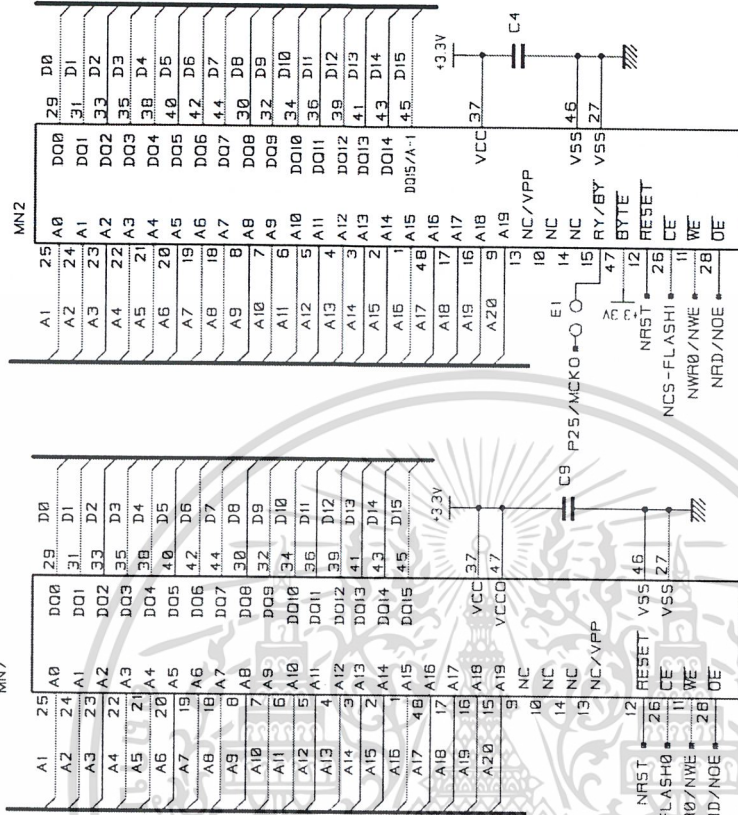 MN2
A1 25 A0 DQ0 29 D0
A2 24 A1 DQ1 31 D1
A3 23 A2 DQ2 33 D2
A4 22 A3 DQ3 35 D3
A5 21 A4 DQ4 38 D4
A6 20 A5 DQ5 40 D5
A7 19 A6 DQ6 42 D6
A8 18 A7 DQ7 44 D7
A9 8 A8 DQ8 30 D8
A10 7 A9 DQ9 32 D9
A11 6 A10 DQ10 34 D10
A12 5 A11 DQ11 36 D11
A13 4 A12 DQ12 39 D12
A14 3 A13 DQ13 41 D13
A15 2 A14 DQ14 43 D14
A16 1 A15 DQ15/A-1 45 D15
A17 48 A16
A18 17 A17
A19 16 A18
A20 9 A19
13 NC/VPP
10 NC
14 NC
15 RY/BY
47 BYTE
12 RESET
26 CE
11 WE
28 OE
VCC 37
VSS 46
VSS 27
+3.3V
C4
E1
P25/MCKO
+3.3V
NRST
NCS-FLASH1
NWR0/NWE
NRD/NOE
MN7
A1 25 A0 DQ0 29 D0
A2 24 A1 DQ1 31 D1
A3 23 A2 DQ2 33 D2
A4 22 A3 DQ3 35 D3
A5 21 A4 DQ4 38 D4
A6 20 A5 DQ5 40 D5
A7 19 A6 DQ6 42 D6
A8 18 A7 DQ7 44 D7
A9 8 A8 DQ8 30 D8
A10 7 A9 DQ9 32 D9
A11 6 A10 DQ10 34 D10
A12 5 A11 DQ11 36 D11
A13 4 A12 DQ12 39 D12
A14 3 A13 DQ13 41 D13
A15 2 A14 DQ14 43 D14
A16 1 A15 DQ15 45 D15
A17 48 A16
A18 17 A17
A19 16 A18
A20 15 A19
9 NC
10 NC
14 NC
13 NC/VPP
12 RESET
26 CE
11 WE
28 OE
VCC 37
VCCQ 47
VSS 46
VSS 27
+3.3V
C9
NRST
FLASH0
R0/NWE
RD/NOE